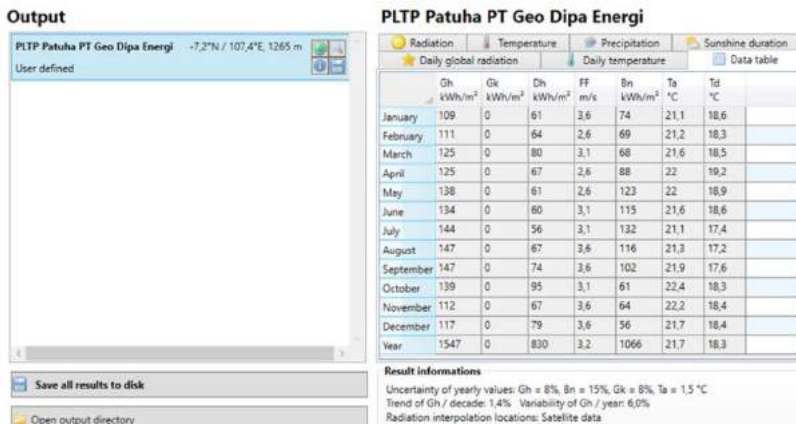 Output
PLTP Patuha PT Geo Dipa Energi -7,2°N / 107,4°E, 1265 m
User defined
Save all results to disk
Open output directory
PLTP Patuha PT Geo Dipa Energi
Radiation Temperature Precipitation Sunshine duration
Daily global radiation Daily temperature Data table
Gh Gk Dh FF Bn Ta Td
kWh/m² kWh/m² kWh/m² m/s kWh/m² °C °C
January 109 0 61 3,6 74 21,1 18,6
February 111 0 64 2,6 69 21,2 18,3
March 125 0 80 3,1 68 21,6 18,5
April 125 0 67 2,6 88 22 19,2
May 138 0 61 2,6 123 22 18,9
June 134 0 60 3,1 115 21,6 18,6
July 144 0 56 3,1 132 21,1 17,4
August 147 0 67 3,6 116 21,3 17,2
September 147 0 74 3,6 102 21,9 17,6
October 139 0 95 3,1 61 22,4 18,3
November 112 0 67 3,6 64 22,2 18,4
December 117 0 79 3,6 56 21,7 18,4
Year 1547 0 830 3,2 1066 21,7 18,3
Result informations
Uncertainty of yearly values: Gh = 8%, Bn = 15%, Gk = 8%, Ta = 1,5 °C
Trend of Gh / decade: 1,4% Variability of Gh / year: 6,0%
Radiation interpolation locations: Satellite data